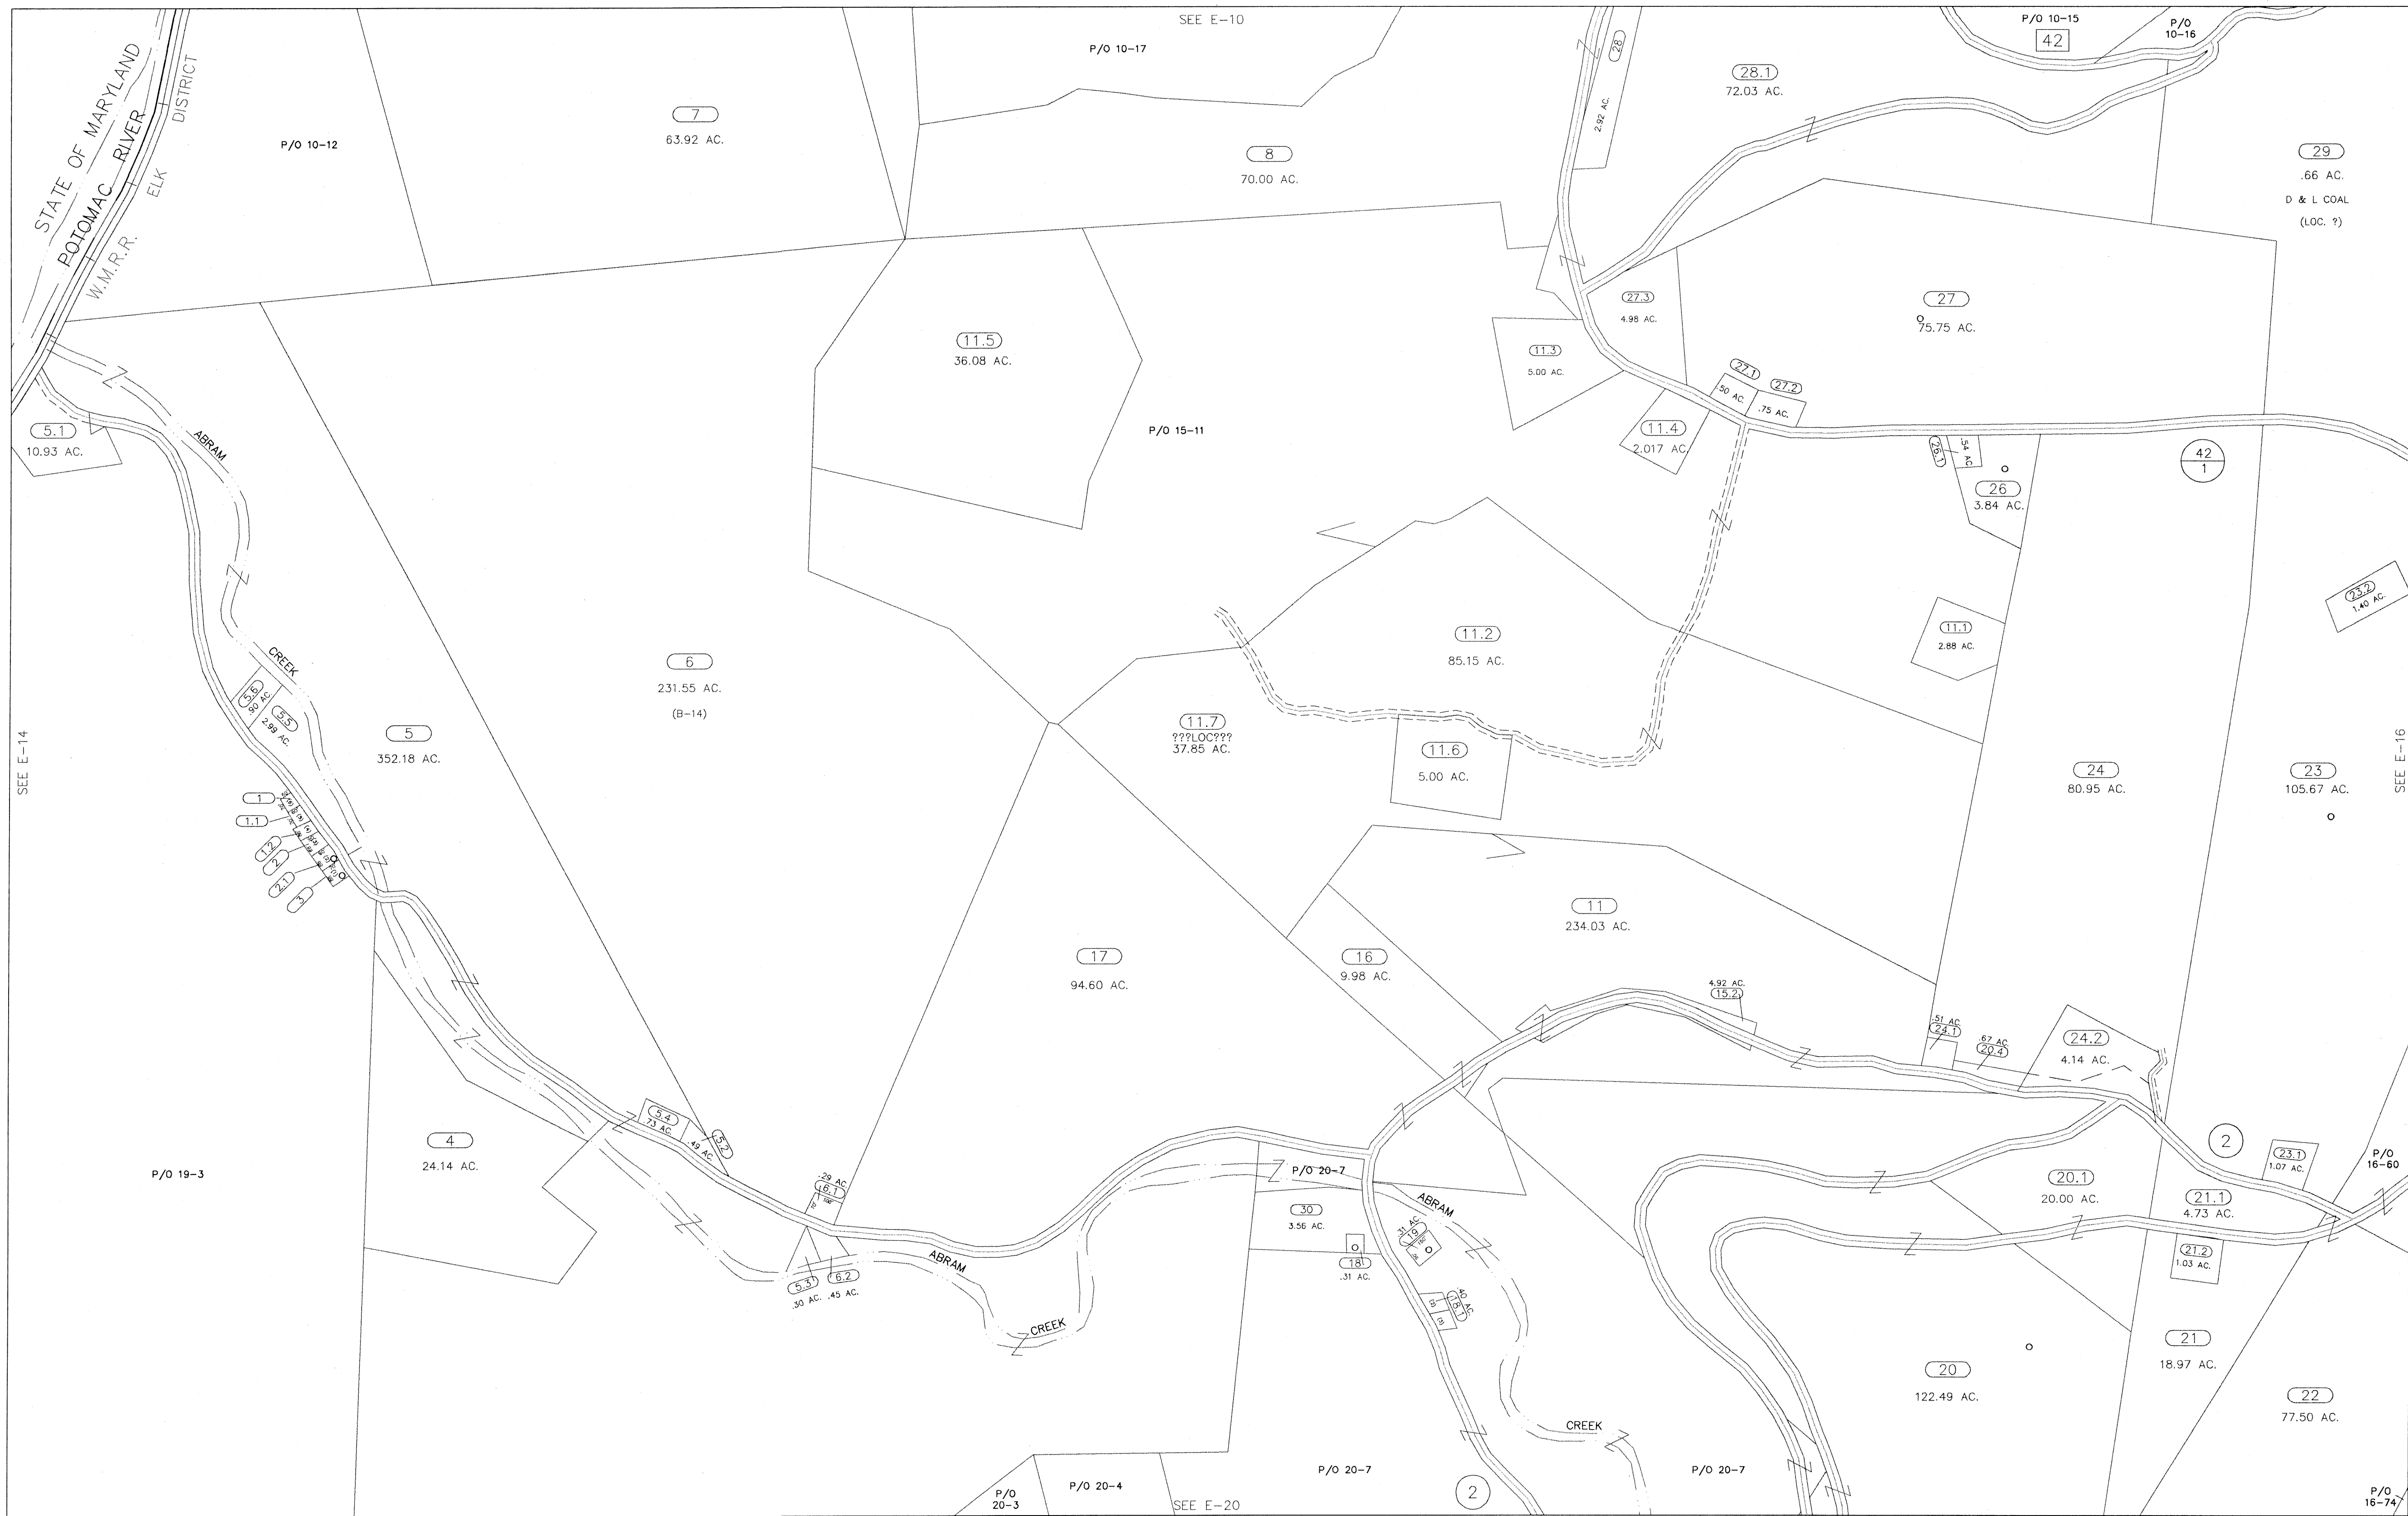 SEE E-10
P/O 10-17
P/O 10-15
42
P/O
10-16
STATE OF MARYLAND
POTOMAC RIVER
W.M.R.R.
ELK DISTRICT
P/O 10-12
7
63.92 AC.
8
70.00 AC.
28
2.92 AC.
28.1
72.03 AC.
29
.66 AC.
D & L COAL
(LOC. ?)
27.3
4.98 AC.
27
75.75 AC.
11.5
36.08 AC.
11.3
5.00 AC.
27.1
.50 AC.
27.2
.75 AC.
5.1
10.93 AC.
ABRAM
P/O 15-11
11.4
2.017 AC.
26.1
.54 AC
26
3.84 AC.
42
1
23.2
1.40 AC.
11.2
85.15 AC.
11.1
2.88 AC.
CREEK
6
231.55 AC.
(B-14)
5.6
.90 AC.
5.5
2.99 AC.
5
352.18 AC.
SEE E-14
11.7
???LOC???
37.85 AC.
11.6
5.00 AC.
24
80.95 AC.
23
105.67 AC.
SEE E-16
1
1.1
1.2
2
2.1
3
11
234.03 AC.
17
94.60 AC.
16
9.98 AC.
4.92 AC.
15.2
.51 AC.
24.1
.67 AC.
20.4
24.2
4.14 AC.
4
24.14 AC.
5.4
.73 AC.
.49 AC.
5.2
P/O 19-3
.29 AC.
6.1
P/O 20-7
2
23.1
1.07 AC.
P/O
16-60
20.1
20.00 AC.
21.1
4.73 AC.
ABRAM
30
3.56 AC.
.31 AC.
19
18
.31 AC.
21.2
1.03 AC.
ABRAM
5.3
.30 AC.
6.2
.45 AC.
.40 AC.
18.1
CREEK
21
18.97 AC.
20
122.49 AC.
22
77.50 AC.
CREEK
P/O
20-3
P/O 20-4
SEE E-20
P/O 20-7
2
P/O 20-7
P/O
16-74